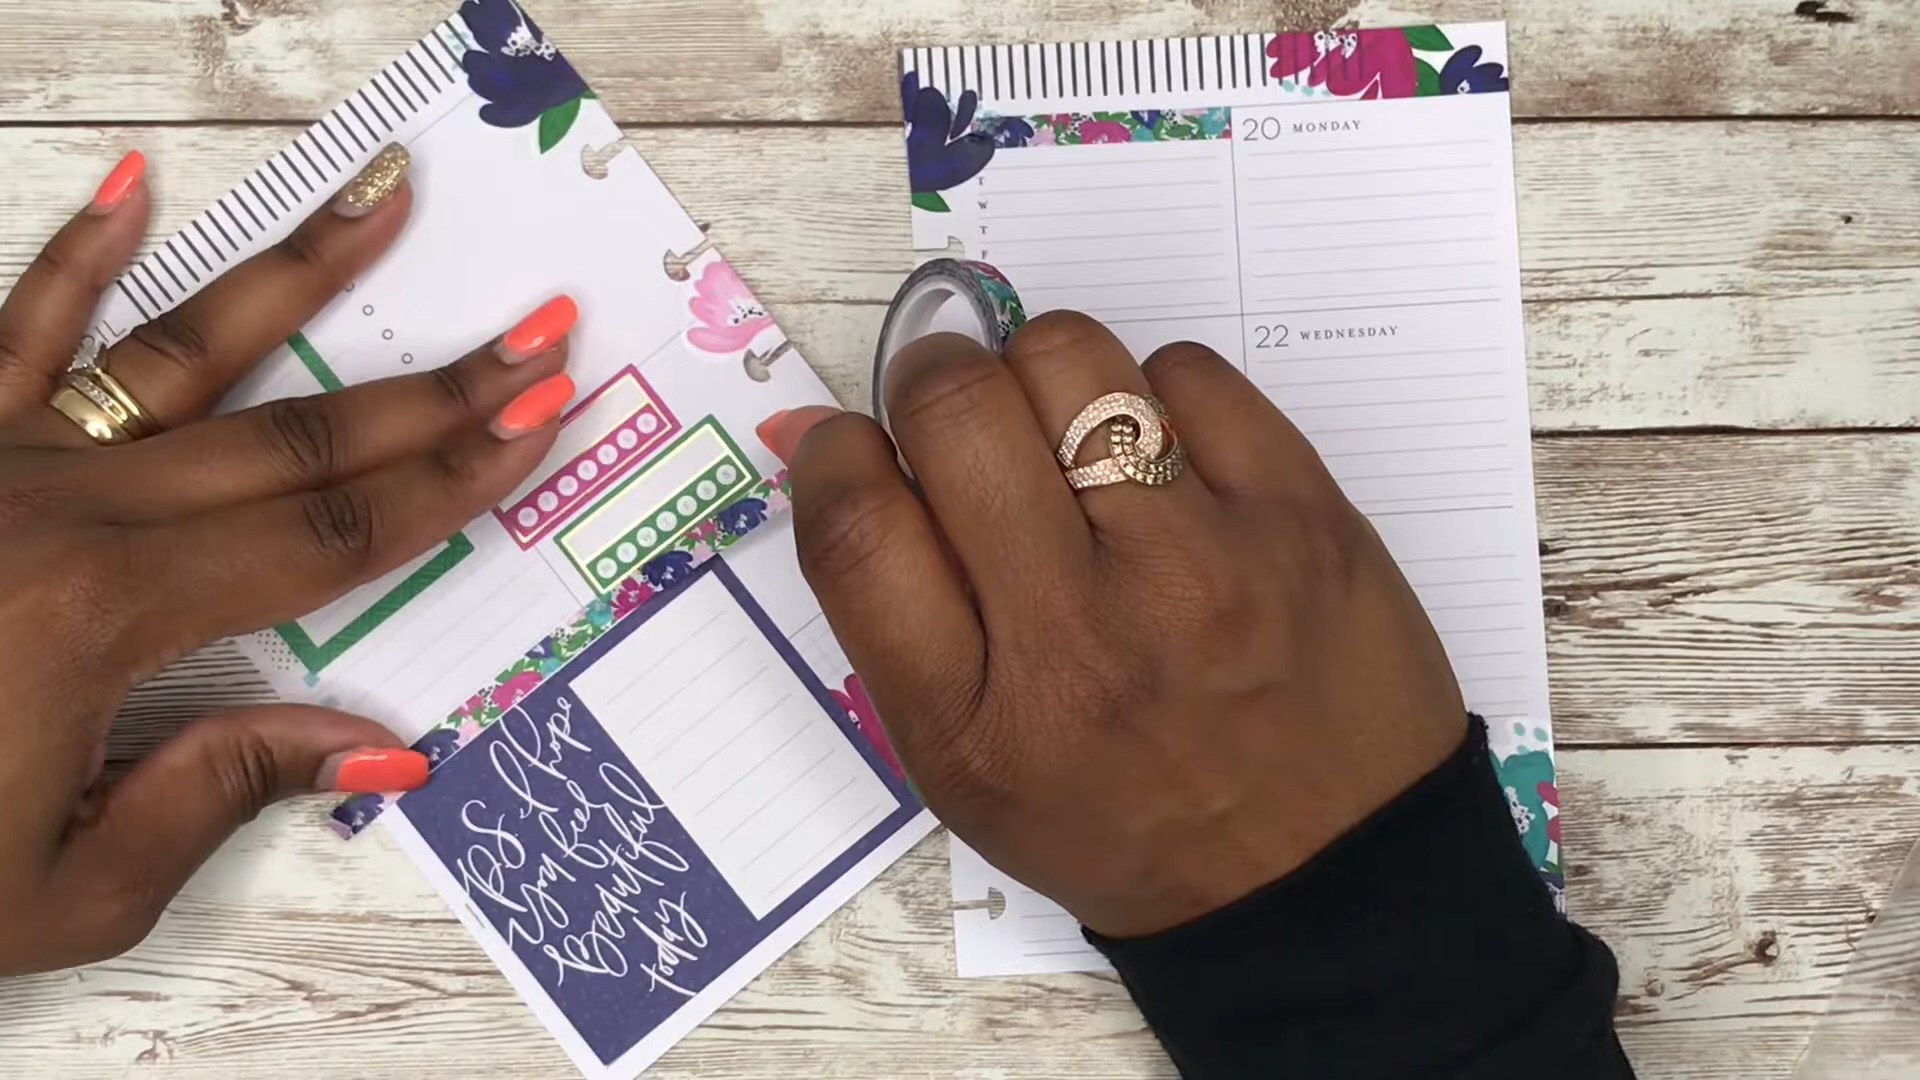 20 MONDAY
T
W
T
F
22 WEDNESDAY
PS I hope
you feel
Beautiful
today